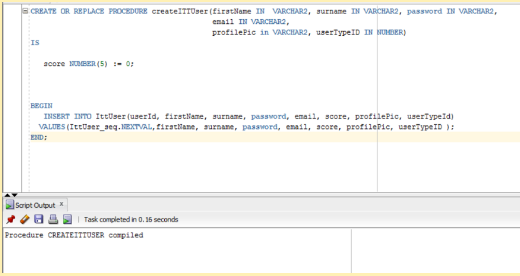 CREATE OR REPLACE PROCEDURE createITTUser(firstName IN VARCHAR2, surname IN VARCHAR2, password IN VARCHAR2,
email IN VARCHAR2,
profilePic in VARCHAR2, userTypeID IN NUMBER)
IS
score NUMBER(5) := 0;
BEGIN
INSERT INTO IttUser(userId, firstName, surname, password, email, score, profilePic, userTypeId)
VALUES(IttUser_seq.NEXTVAL,firstName, surname, password, email, score, profilePic, userTypeID );
END;
Script Output x
Task completed in 0.16 seconds
Procedure CREATEITTUSER compiled